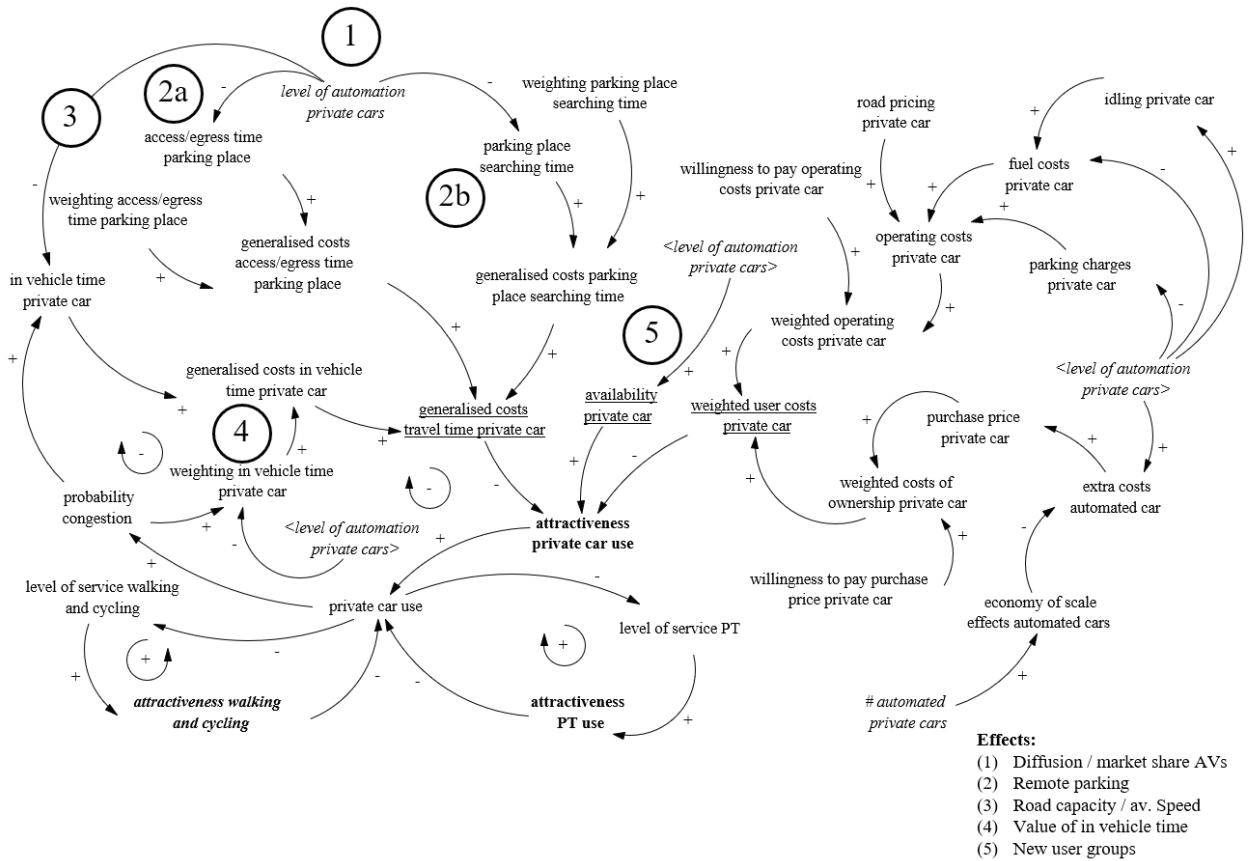 1
level of automation
private cars
2a
3
-
-
-
access/egress time
parking place
weighting access/egress
time parking place
+
+
generalised costs
access/egress time
parking place
in vehicle time
private car
weighting parking place
searching time
parking place
searching time
2b
+
+
generalised costs parking
place searching time
+
+
road pricing
private car
idling private car
+
+
-
fuel costs
private car
willingness to pay operating
costs private car
+
+
+
operating costs
private car
<level of automation
private cars>
+
parking charges
private car
+
-
weighted operating
costs private car
5
+
+
generalised costs in vehicle
time private car
+
+
generalised costs
travel time private car
availability
private car
weighted user costs
private car
<level of automation
private cars>
purchase price
private car
+
+
+
4
+
-
weighting in vehicle time
private car
-
+
-
+
-
weighted costs of
ownership private car
+
extra costs
automated car
probability
congestion
+
+
<level of automation
private cars>
-
attractiveness
private car use
+
-
+
+
level of service walking
and cycling
private car use
-
willingness to pay purchase
price private car
economy of scale
effects automated cars
level of service PT
+
+
-
+
attractiveness walking
and cycling
-
-
attractiveness
PT use
+
# automated
private cars
+
Effects:
(1) Diffusion / market share AVs
(2) Remote parking
(3) Road capacity / av. Speed
(4) Value of in vehicle time
(5) New user groups